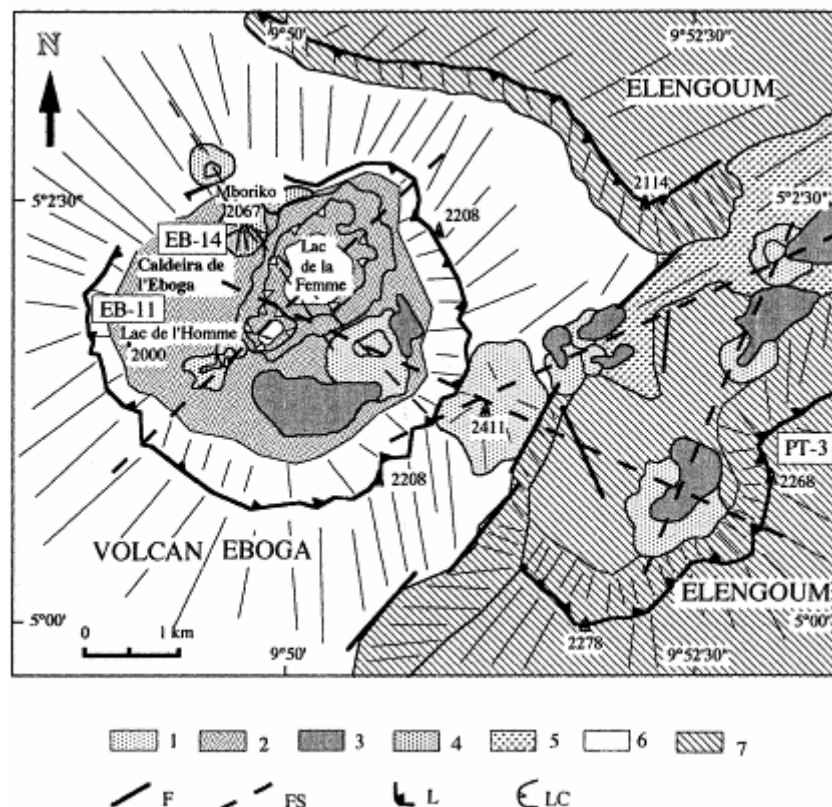 N
9°50'
9°52'30"
ELENGOUM
5°2'30"
2114
5°2'30"
Mboriko
2067
2208
EB-14
Lac
de la
Femme
Caldeira de
l'Eboga
EB-11
Lac de l'Homme
2000
2411
PT-3
2268
2208
VOLCAN EBOGA
ELENGOUM
5°00'
0 1 km
9°50'
2278
9°52'30"
5°00'
1 2 3 4 5 6 7
F FS L LC